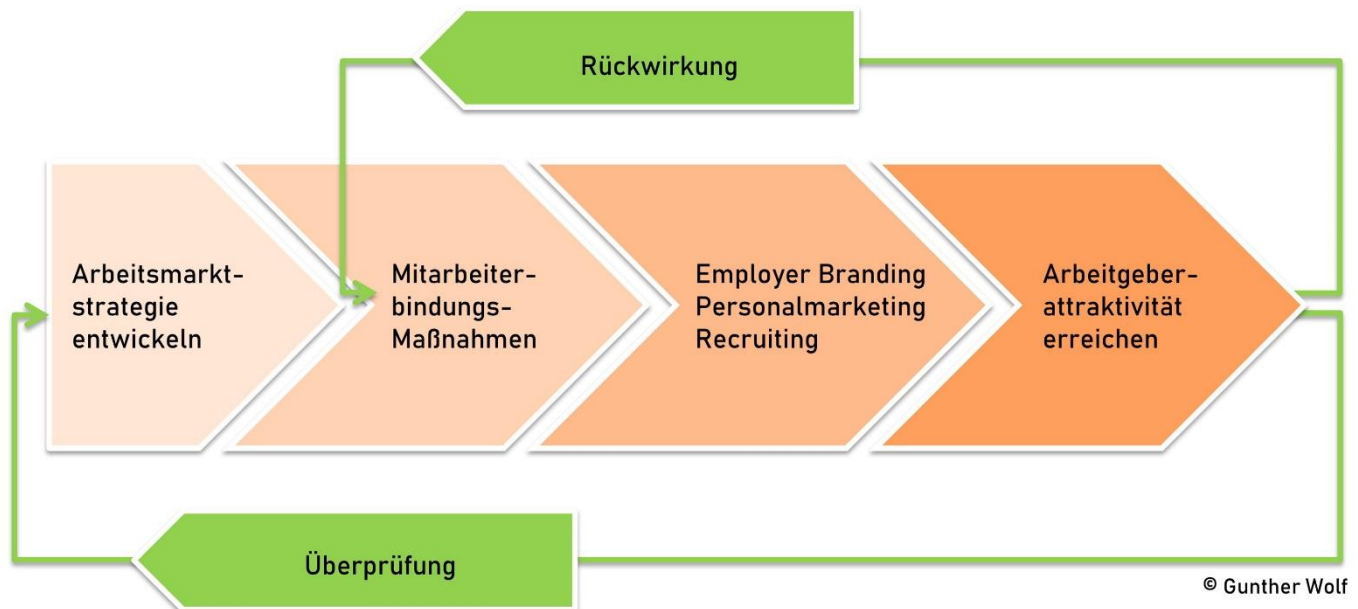 Rückwirkung
Arbeitsmarkt-
strategie
entwickeln
Mitarbeiter-
bindungs-
Maßnahmen
Employer Branding
Personalmarketing
Recruiting
Arbeitgeber-
attraktivität
erreichen
Überprüfung
© Gunther Wolf